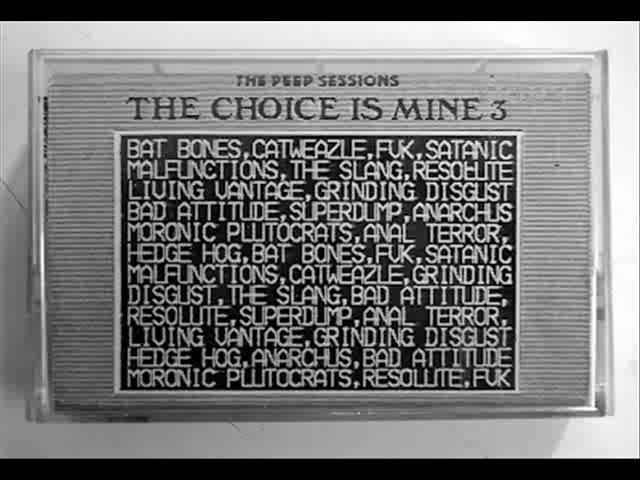 THE PEEP SESSIONS
THE CHOICE IS MINE 3
BAT BONES,CATWEAZLE,FUK,SATANIC
MALFUNCTIONS,THE SLANG,RESOLUTE
LIVING VANTAGE,GRINDING DISGUST
BAD ATTITUDE,SUPERDUMP,ANARCHUS
MORONIC PLUTOCRATS,ANAL TERROR,
HEDGE HOG,BAT BONES,FUK,SATANIC
MALFUNCTIONS,CATWEAZLE,GRINDING
DISGUST,THE SLANG,BAD ATTITUDE,
RESOLUTE,SUPERDUMP,ANAL TERROR,
LIVING VANTAGE,GRINDING DISGUST
HEDGE HOG,ANARCHUS,BAD ATTITUDE
MORONIC PLUTOCRATS,RESOLUTE,FUK